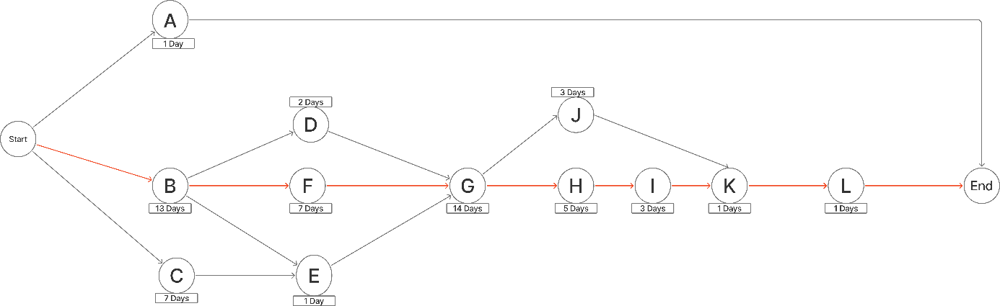 A
1 Day
2 Days
D
3 Days
J
Start
B
13 Days
F
7 Days
G
14 Days
H
5 Days
I
3 Days
K
1 Days
L
1 Days
End
C
7 Days
E
1 Day